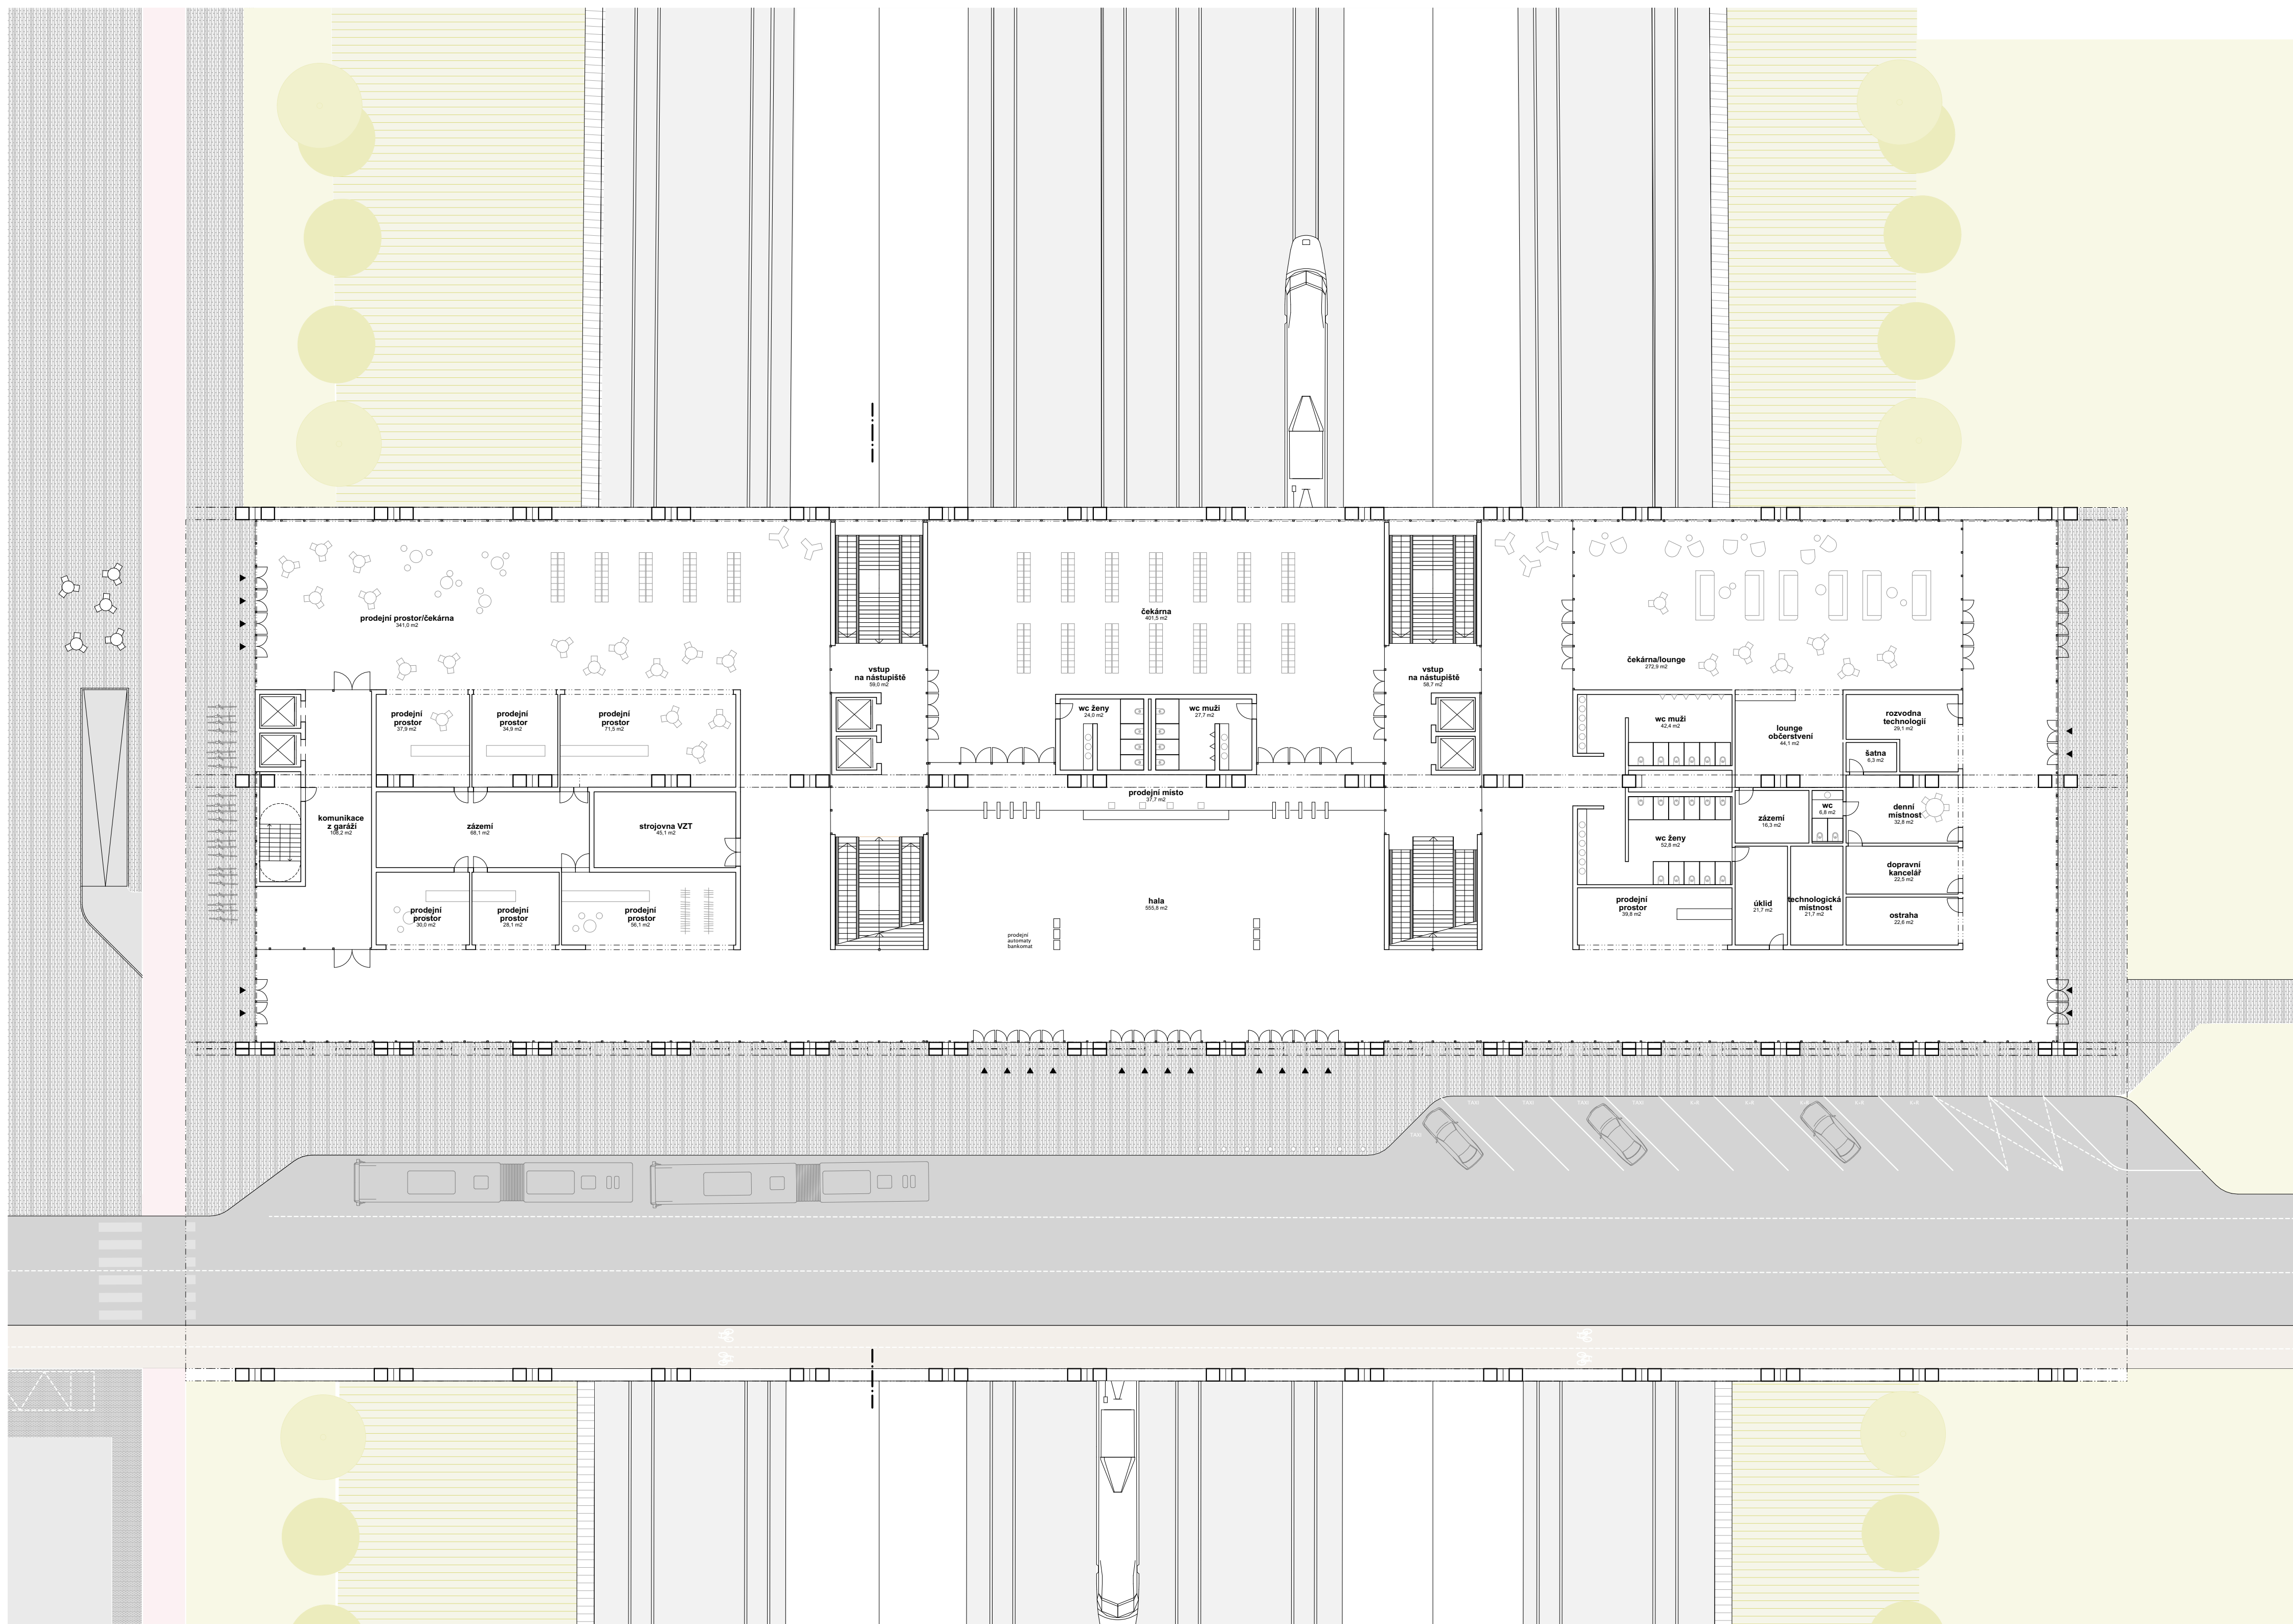 prodejní prostor/čekárna
341,0 m2
čekárna
401,5 m2
čekárna/lounge
272,9 m2
vstup
na nástupiště
59,0 m2
vstup
na nástupiště
58,7 m2
prodejní
prostor
37,9 m2
prodejní
prostor
34,9 m2
prodejní
prostor
71,5 m2
wc ženy
24,0 m2
wc muži
27,7 m2
wc muži
42,4 m2
lounge
občerstvení
44,1 m2
rozvodna
technologií
29,1 m2
šatna
6,3 m2
komunikace
z garáží
108,2 m2
zázemí
68,1 m2
strojovna VZT
45,1 m2
prodejní místo
37,7 m2
wc ženy
52,8 m2
zázemí
16,3 m2
wc
6,8 m2
denní
místnost
32,8 m2
dopravní
kancelář
22,5 m2
prodejní
prostor
30,0 m2
prodejní
prostor
28,1 m2
prodejní
prostor
56,1 m2
hala
555,8 m2
prodejní
automaty
bankomat
prodejní
prostor
39,8 m2
úklid
21,7 m2
technologická
místnost
21,7 m2
ostraha
22,6 m2
TAXI
TAXI
TAXI
TAXI
K+R
K+R
K+R
K+R
K+R
TAXI